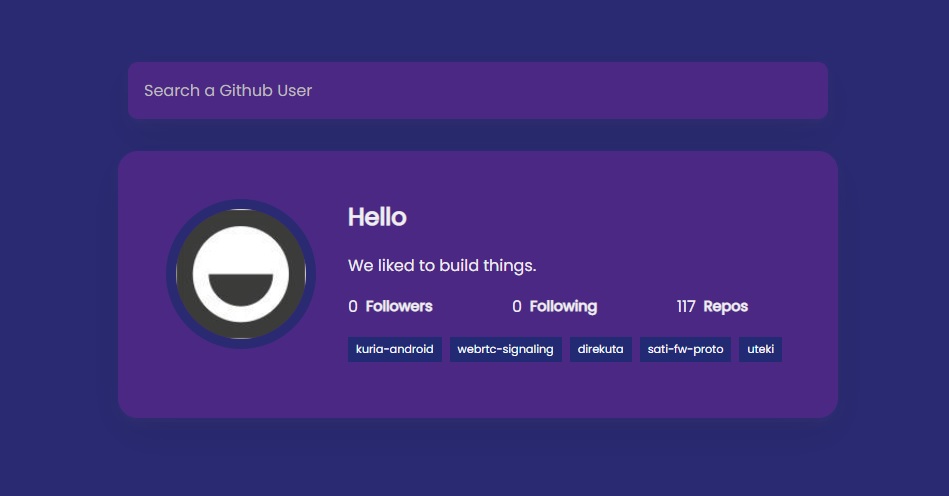 Search a Github User
Hello
We liked to build things.
0 Followers 0 Following 117 Repos
kuria-android webrtc-signaling direkuta sati-fw-proto uteki